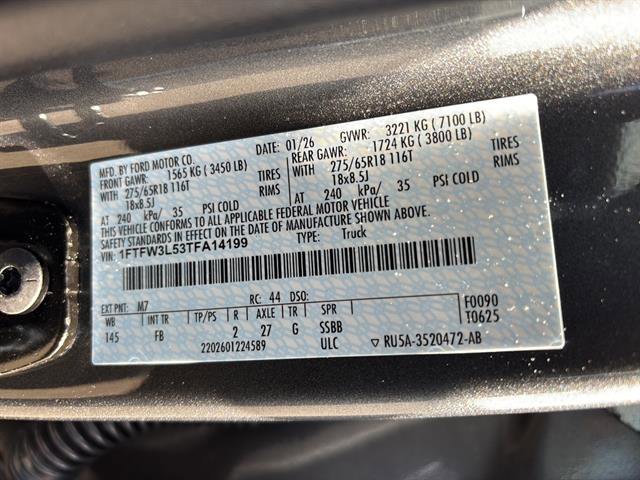 MFD. BY FORD MOTOR CO. DATE: 01/26 GVWR: 3221 KG ( 7100 LB)
FRONT GAWR: 1565 KG ( 3450 LB) REAR GAWR: 1724 KG ( 3800 LB)
WITH 275/65R18 116T TIRES WITH 275/65R18 116T TIRES
18x8.5J RIMS 18x8.5J RIMS
AT 240 kPa/ 35 PSI COLD AT 240 kPa/ 35 PSI COLD
THIS VEHICLE CONFORMS TO ALL APPLICABLE FEDERAL MOTOR VEHICLE
SAFETY STANDARDS IN EFFECT ON THE DATE OF MANUFACTURE SHOWN ABOVE.
VIN: 1FTFW3L53TFA14199 TYPE: Truck
EXT PNT: M7 RC: 44 DSO: F0090
WB INT TR TP/PS R AXLE TR SPR T0625
145 FB 2 27 G SSBB
2202601224589 ULC ▽ RU5A-3520472-AB